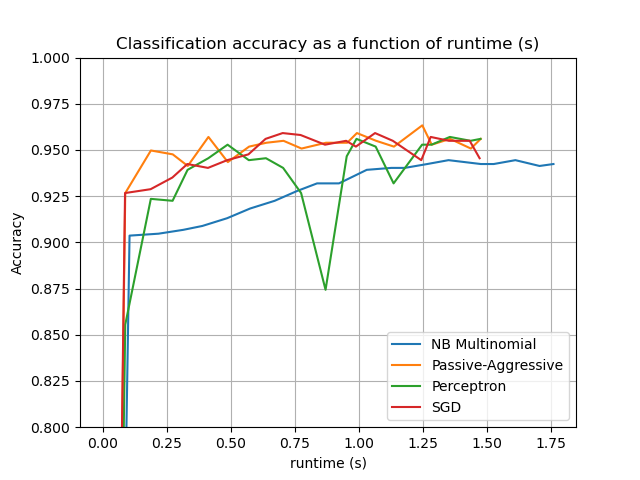 Classification accuracy as a function of runtime (s)
1.000
0.975
0.950
0.925
0.900
0.875
0.850
0.825
0.800
Accuracy
NB Multinomial
Passive-Aggressive
Perceptron
SGD
0.00 0.25 0.50 0.75 1.00 1.25 1.50 1.75
runtime (s)